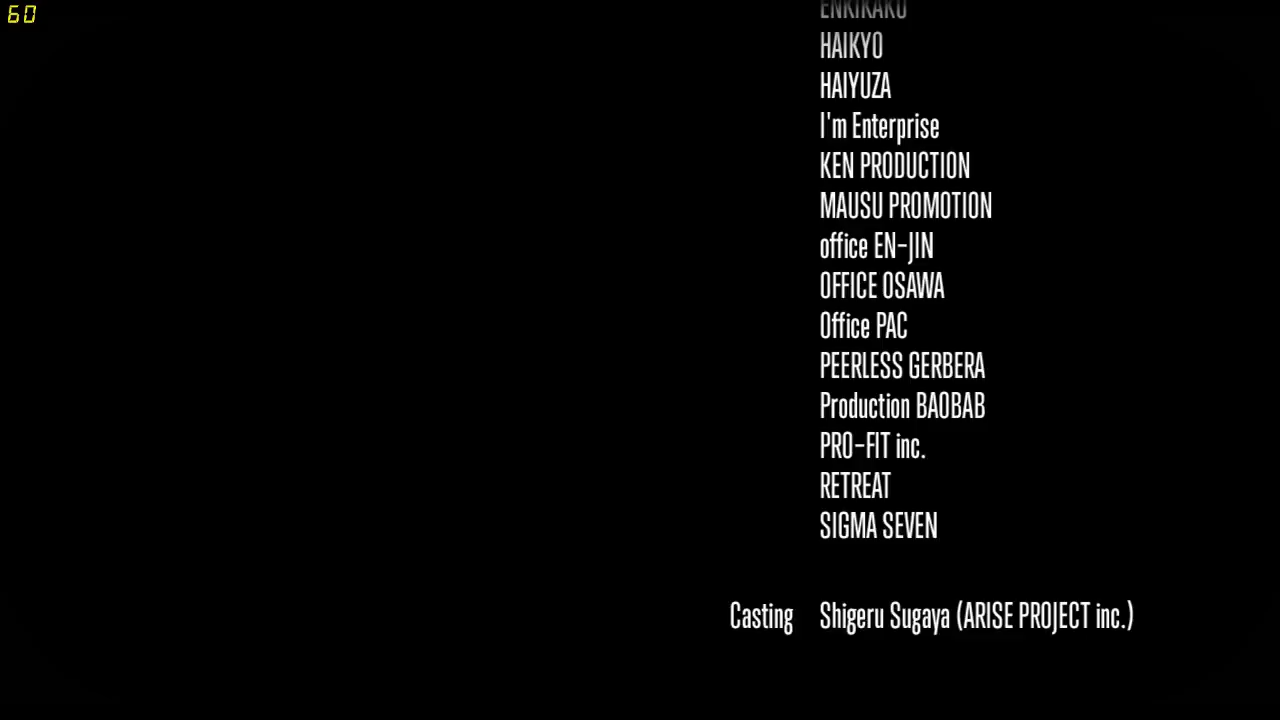 60
ENKIKAKU
HAIKYO
HAIYUZA
I'm Enterprise
KEN PRODUCTION
MAUSU PROMOTION
office EN-JIN
OFFICE OSAWA
Office PAC
PEERLESS GERBERA
Production BAOBAB
PRO-FIT inc.
RETREAT
SIGMA SEVEN
Casting Shigeru Sugaya (ARISE PROJECT inc.)